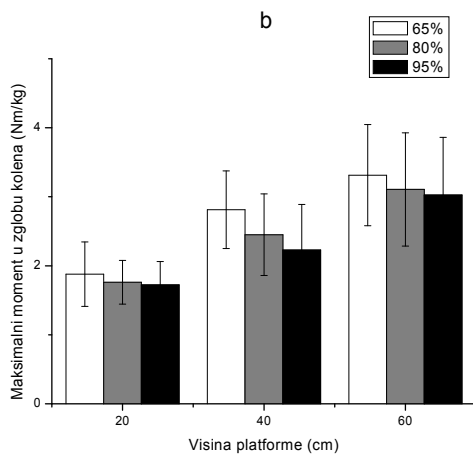 b
65%
80%
95%
Maksimalni moment u zglobu kolena (Nm/kg)
4
2
0
20 40 60
Visina platforme (cm)